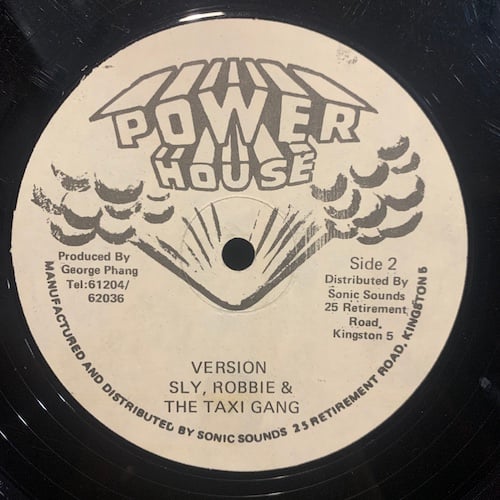 POWER
HOUSE
Produced By
George Phang
Tel:61204/
62036
Side 2
Distributed By
Sonic Sounds
25 Retirement
Road,
Kingston 5
VERSION
SLY, ROBBIE &
THE TAXI GANG
MANUFACTURED AND DISTRIBUTED BY SONIC SOUNDS 25 RETIREMENT ROAD, KINGSTON 5